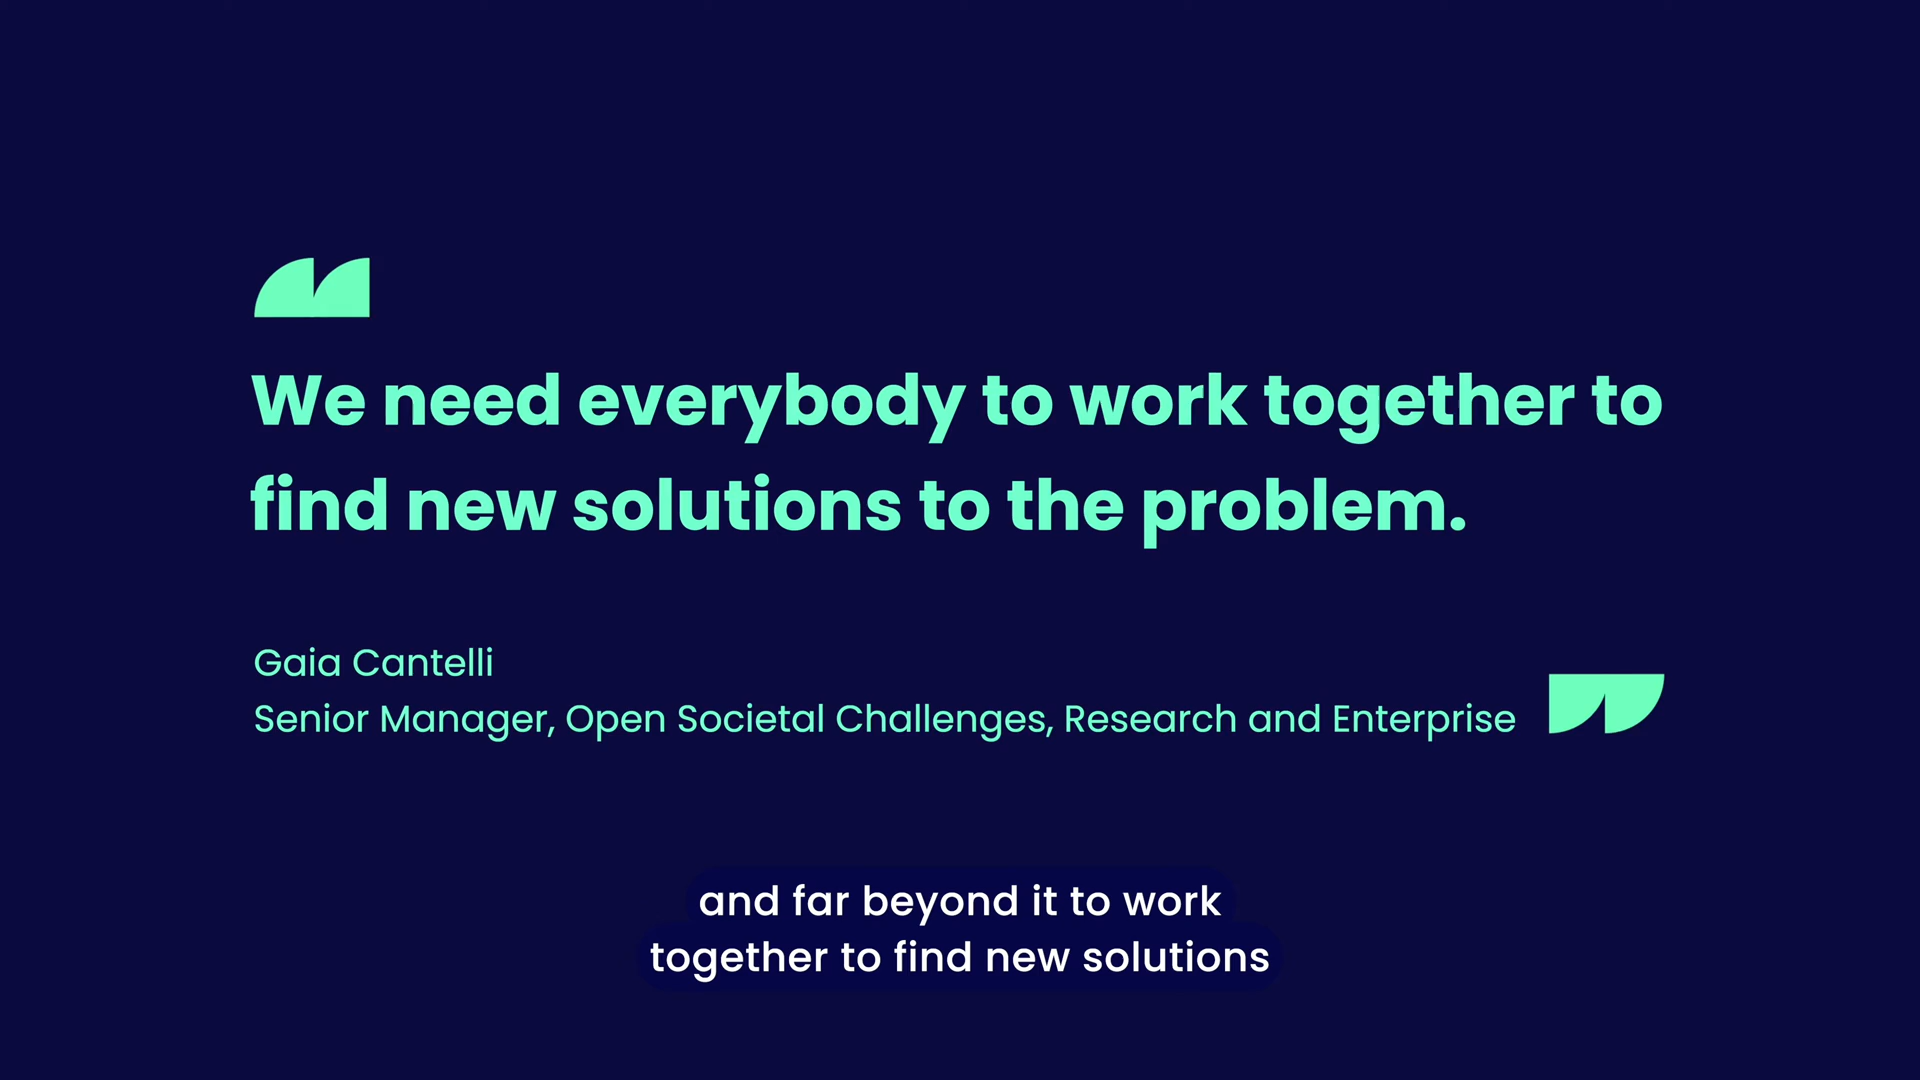 We need everybody to work together to
find new solutions to the problem.
Gaia Cantelli
Senior Manager, Open Societal Challenges, Research and Enterprise
and far beyond it to work
together to find new solutions